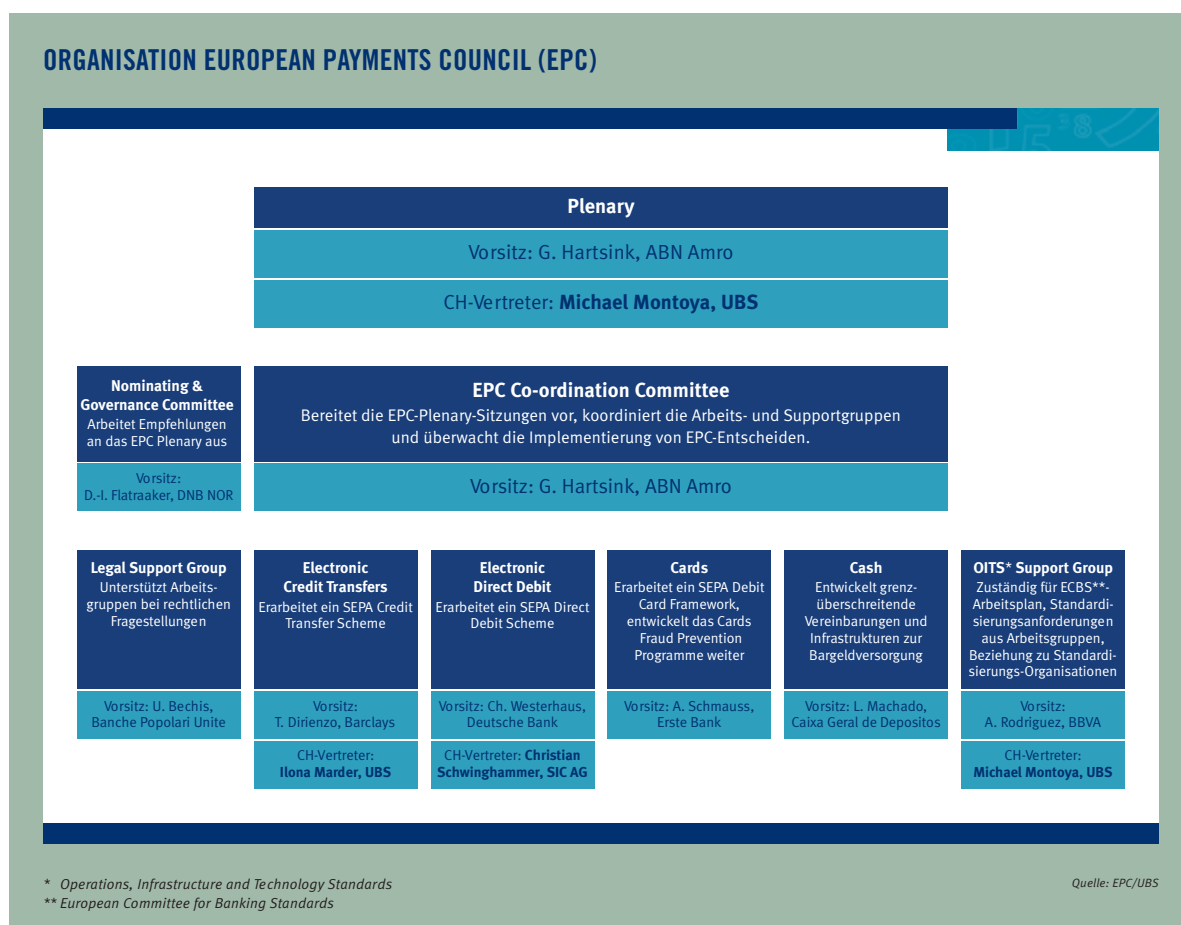 ORGANISATION EUROPEAN PAYMENTS COUNCIL (EPC)
Plenary
Vorsitz: G. Hartsink, ABN Amro
CH-Vertreter: Michael Montoya, UBS
Nominating &
Governance Committee
Arbeitet Empfehlungen
an das EPC Plenary aus
Vorsitz:
D.-I. Flatraaker, DNB NOR
EPC Co-ordination Committee
Bereitet die EPC-Plenary-Sitzungen vor, koordiniert die Arbeits- und Supportgruppen
und überwacht die Implementierung von EPC-Entscheiden.
Vorsitz: G. Hartsink, ABN Amro
Legal Support Group
Unterstützt Arbeits-
gruppen bei rechtlichen
Fragestellungen
Vorsitz: U. Bechis,
Banche Popolari Unite
Electronic
Credit Transfers
Erarbeitet ein SEPA Credit
Transfer Scheme
Vorsitz:
T. Dirienzo, Barclays
CH-Vertreter:
Ilona Marder, UBS
Electronic
Direct Debit
Erarbeitet ein SEPA Direct
Debit Scheme
Vorsitz: Ch. Westerhaus,
Deutsche Bank
CH-Vertreter: Christian
Schwinghammer, SIC AG
Cards
Erarbeitet ein SEPA Debit
Card Framework,
entwickelt das Cards
Fraud Prevention
Programme weiter
Vorsitz: A. Schmauss,
Erste Bank
Cash
Entwickelt grenz-
überschreitende
Vereinbarungen und
Infrastrukturen zur
Bargeldversorgung
Vorsitz: L. Machado,
Caixa Geral de Depositos
OITS* Support Group
Zuständig für ECBS**-
Arbeitsplan, Standardi-
sierungsanforderungen
aus Arbeitsgruppen,
Beziehung zu Standardi-
sierungs-Organisationen
Vorsitz:
A. Rodriguez, BBVA
CH-Vertreter:
Michael Montoya, UBS
* Operations, Infrastructure and Technology Standards
** European Committee for Banking Standards
Quelle: EPC/UBS